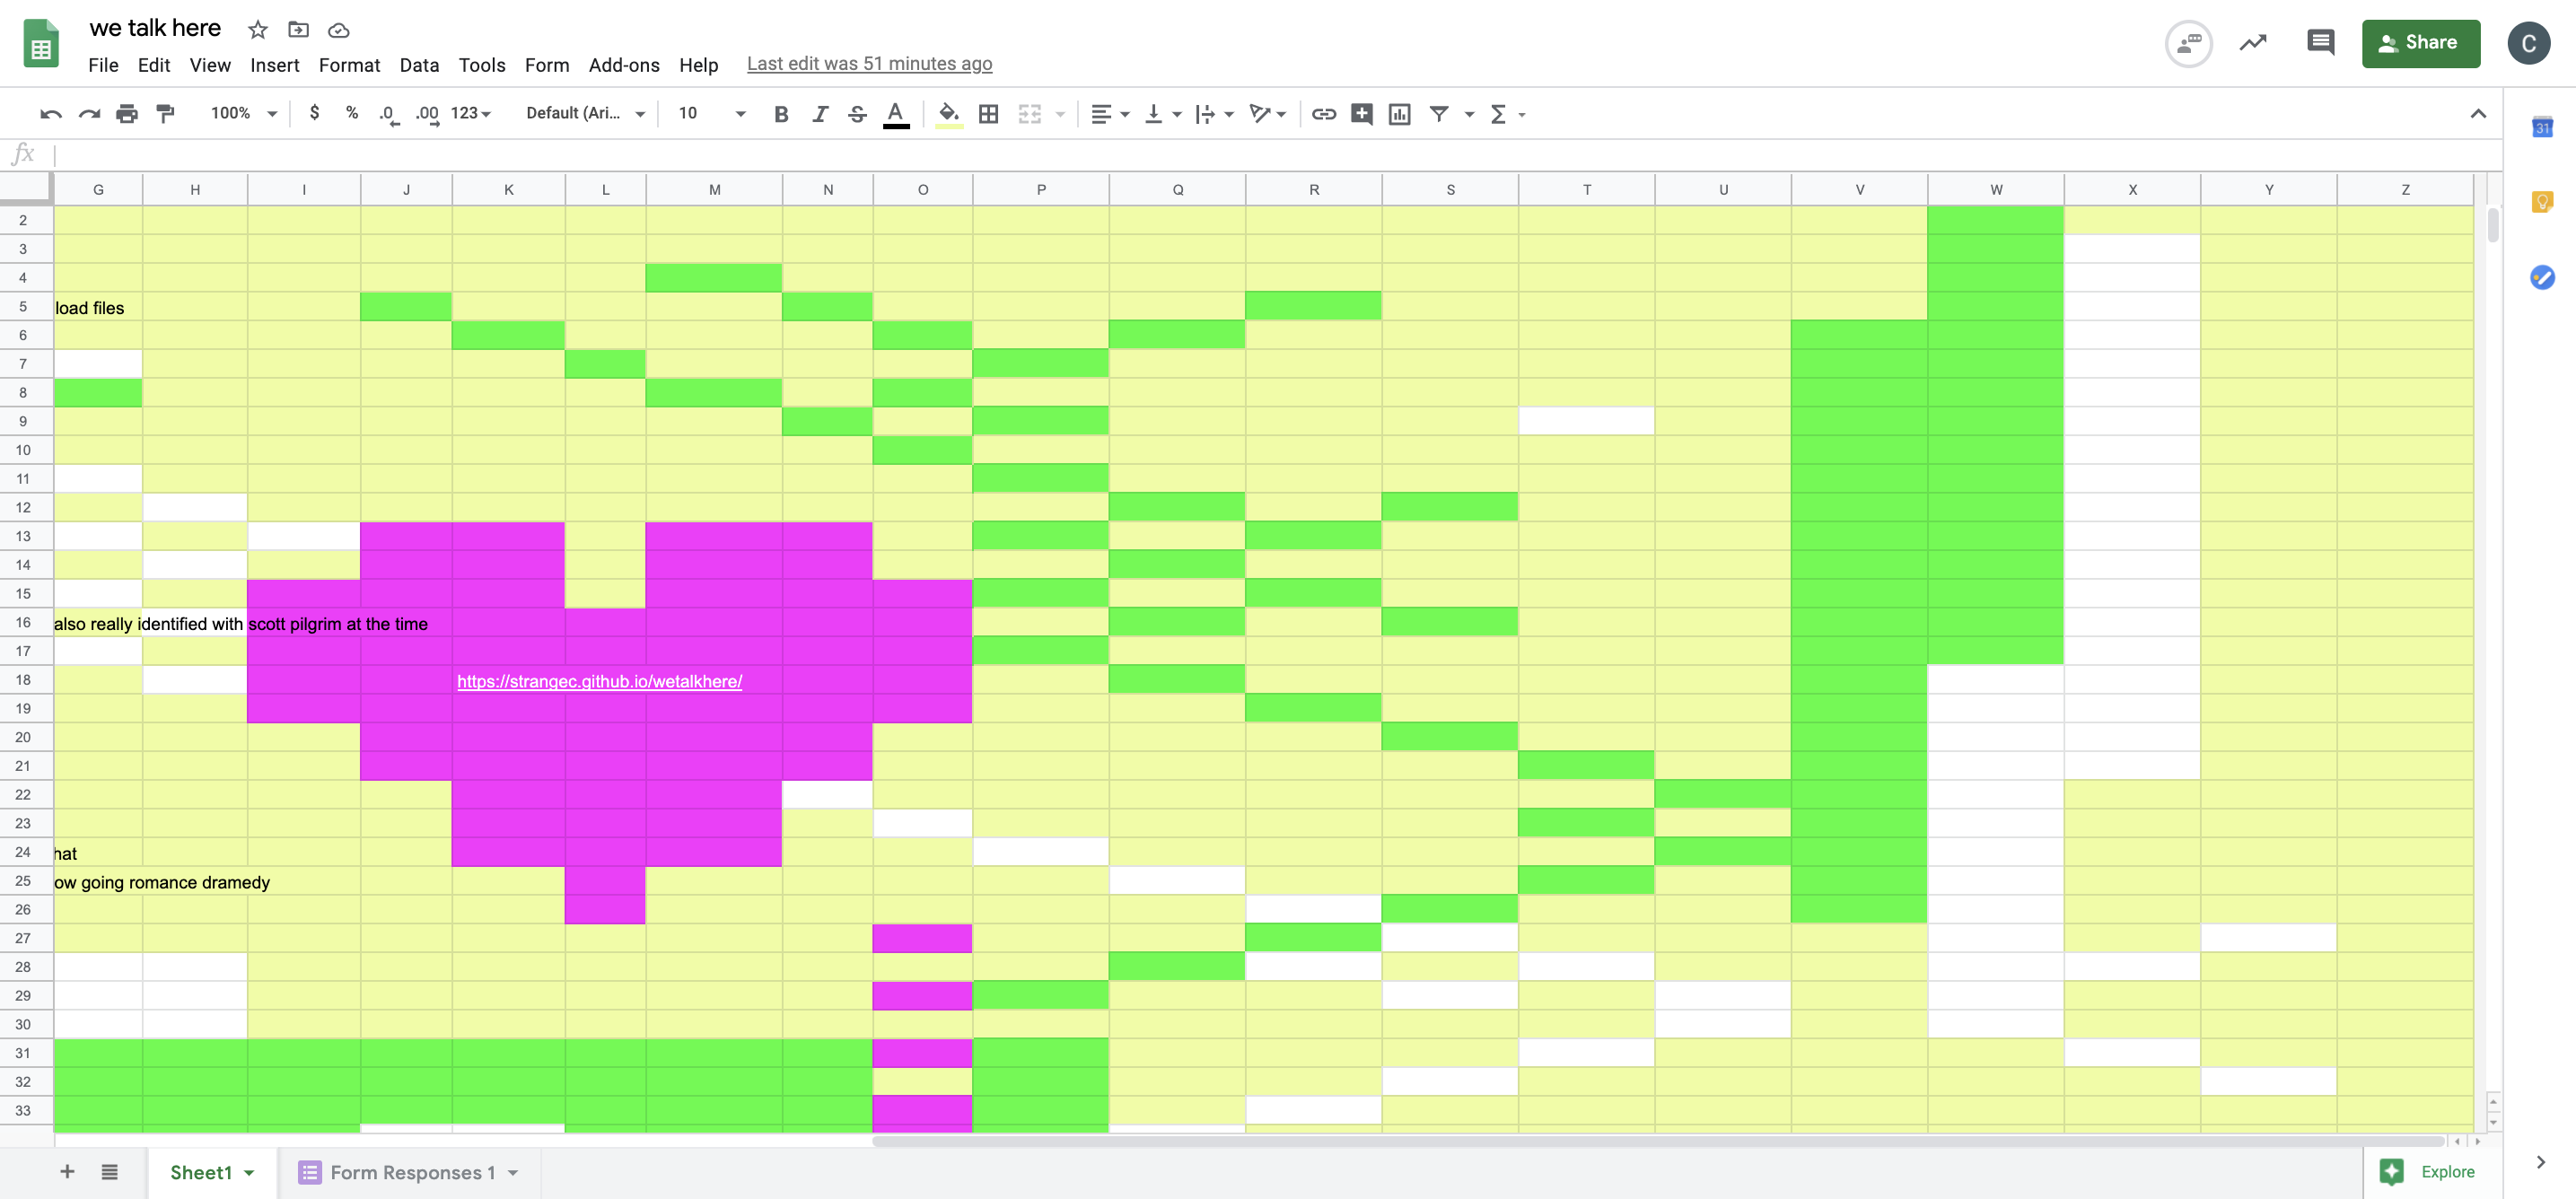 we talk here
File Edit View Insert Format Data Tools Form Add-ons Help Last edit was 51 minutes ago
Share
C
100% $ % .0 .00 123 Default (Ari... 10 B I S A Σ
31
fx
G H I J K L M N O P Q R S T U V W X Y Z
2
3
4
5 load files
6
7
8
9
10
11
12
13
14
15
16 also really identified with scott pilgrim at the time
17
18 https://strangec.github.io/wetalkhere/
19
20
21
22
23
24 hat
25 ow going romance dramedy
26
27
28
29
30
31
32
33
Sheet1 Form Responses 1 Explore